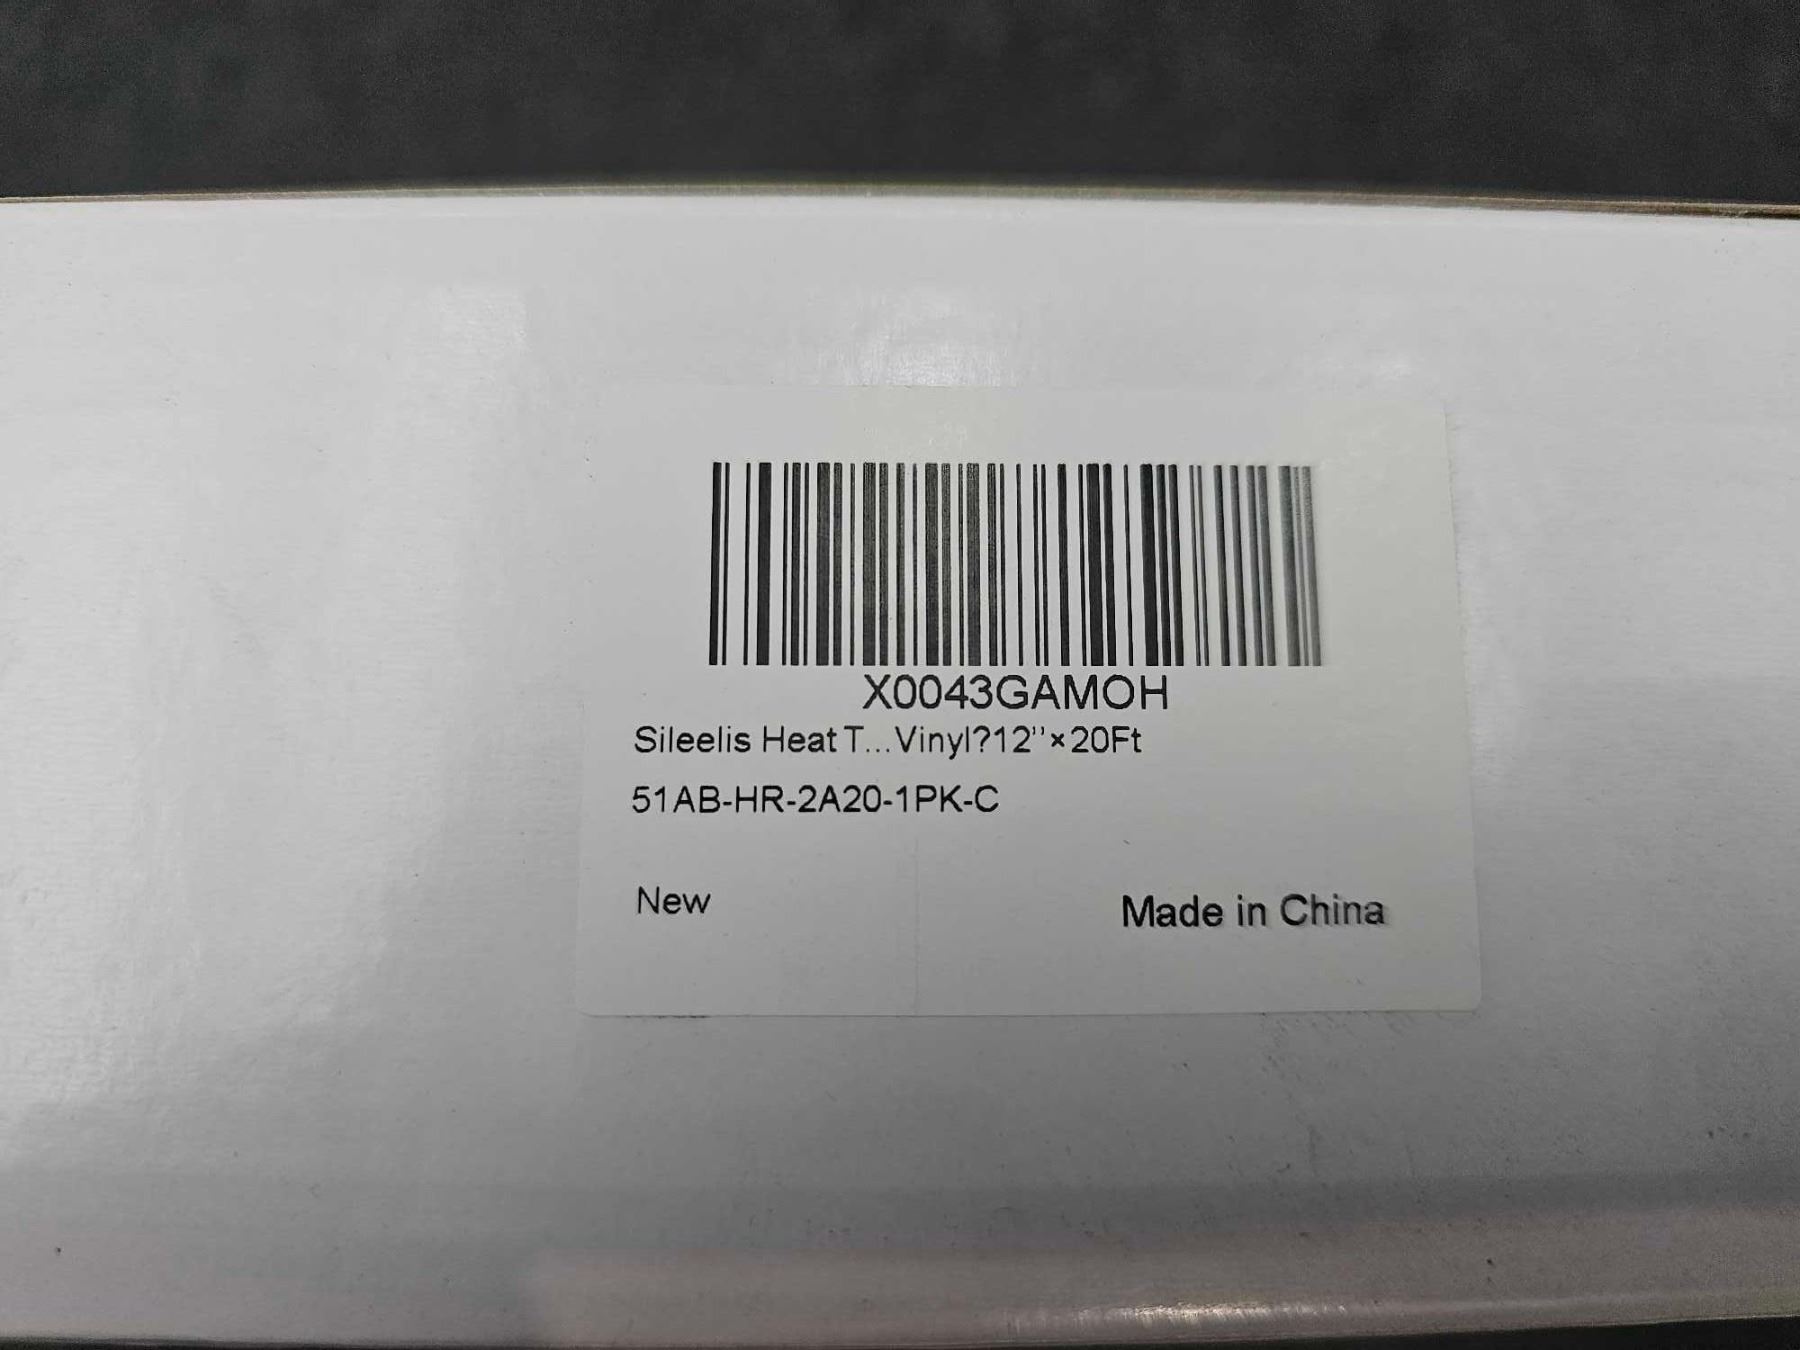 X0043GAMOH
Sileelis Heat T...Vinyl?12''×20Ft
51AB-HR-2A20-1PK-C
New
Made in China